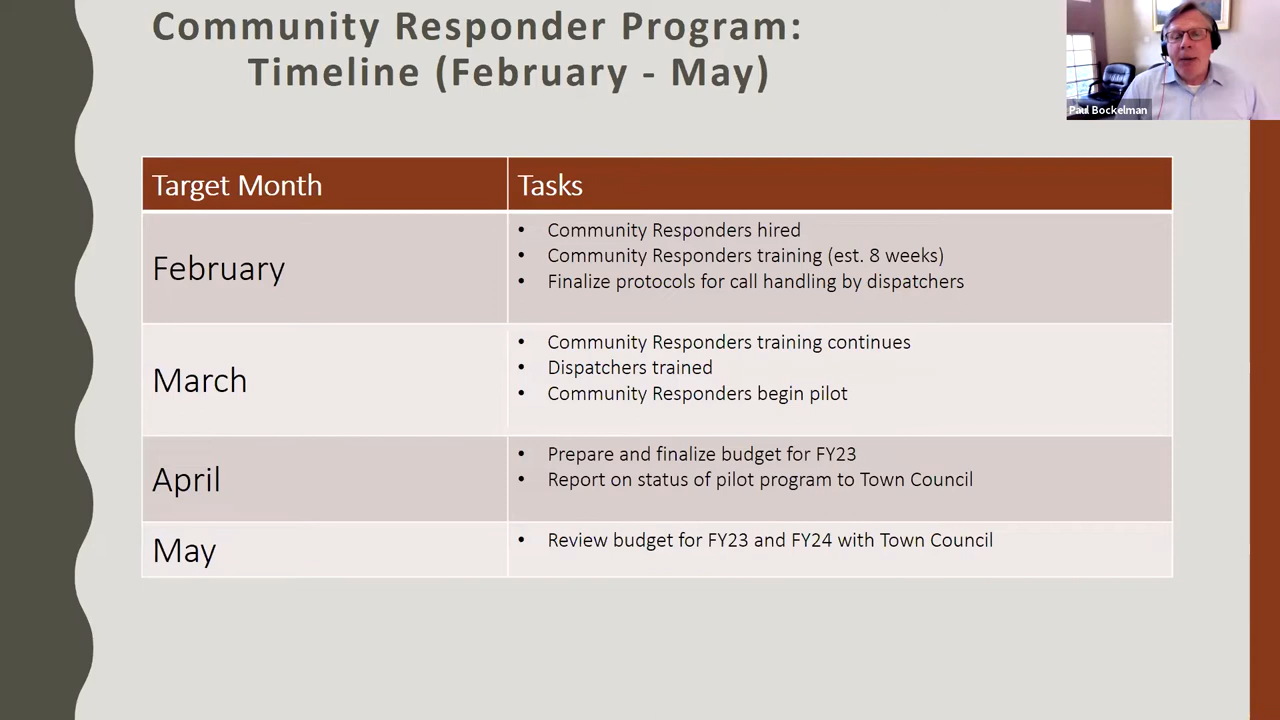 Community Responder Program:
Timeline (February - May)
Paul Bockelman
Target Month
Tasks
February
• Community Responders hired
• Community Responders training (est. 8 weeks)
• Finalize protocols for call handling by dispatchers
March
• Community Responders training continues
• Dispatchers trained
• Community Responders begin pilot
April
• Prepare and finalize budget for FY23
• Report on status of pilot program to Town Council
May
• Review budget for FY23 and FY24 with Town Council